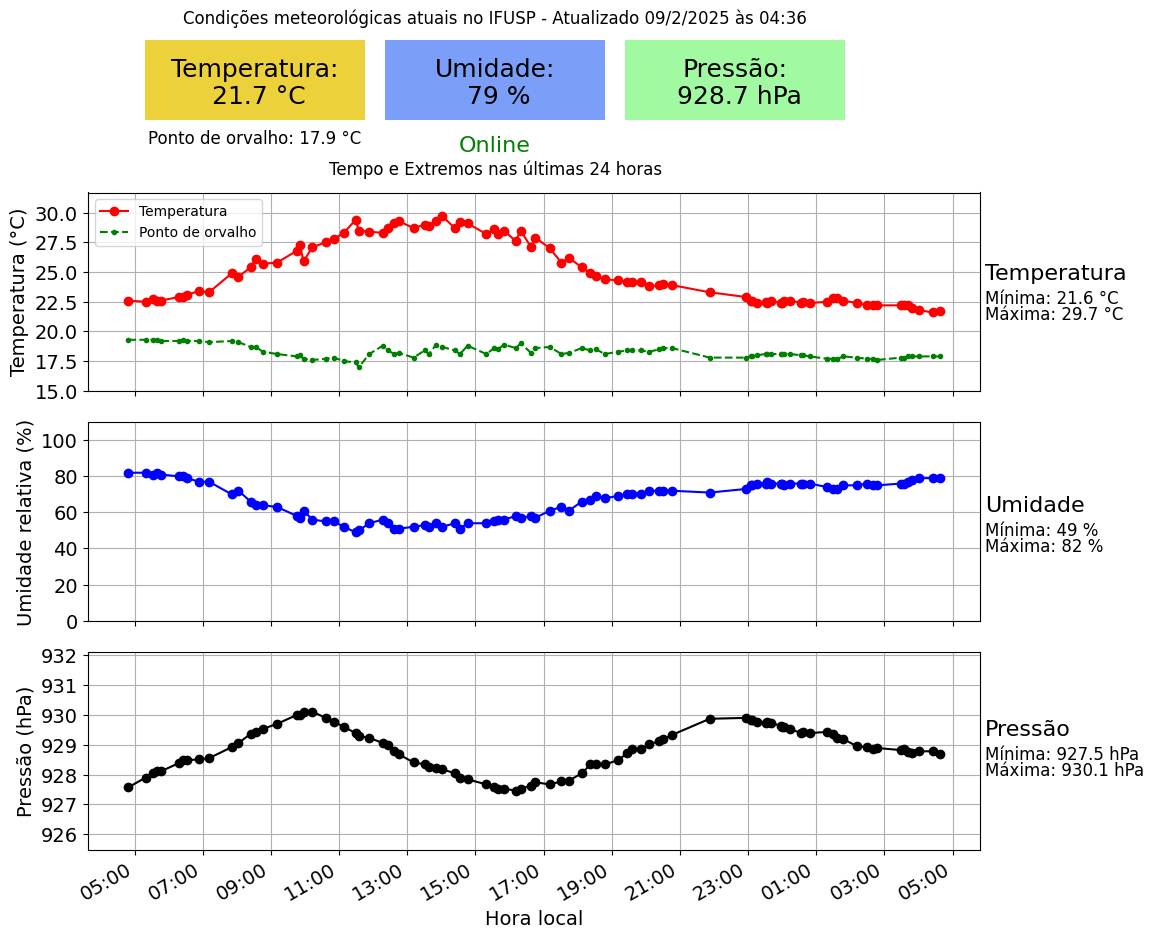 Condições meteorológicas atuais no IFUSP - Atualizado 09/2/2025 às 04:36
Temperatura:
21.7 °C
Umidade:
79 %
Pressão:
928.7 hPa
Ponto de orvalho: 17.9 °C
Online
Tempo e Extremos nas últimas 24 horas
Temperatura (°C)
30.0
27.5
25.0
22.5
20.0
17.5
15.0
Temperatura
Ponto de orvalho
Temperatura
Mínima: 21.6 °C
Máxima: 29.7 °C
Umidade relativa (%)
100
80
60
40
20
0
Umidade
Mínima: 49 %
Máxima: 82 %
Pressão (hPa)
932
931
930
929
928
927
926
Pressão
Mínima: 927.5 hPa
Máxima: 930.1 hPa
05:00
07:00
09:00
11:00
13:00
15:00
17:00
19:00
21:00
23:00
01:00
03:00
05:00
Hora local